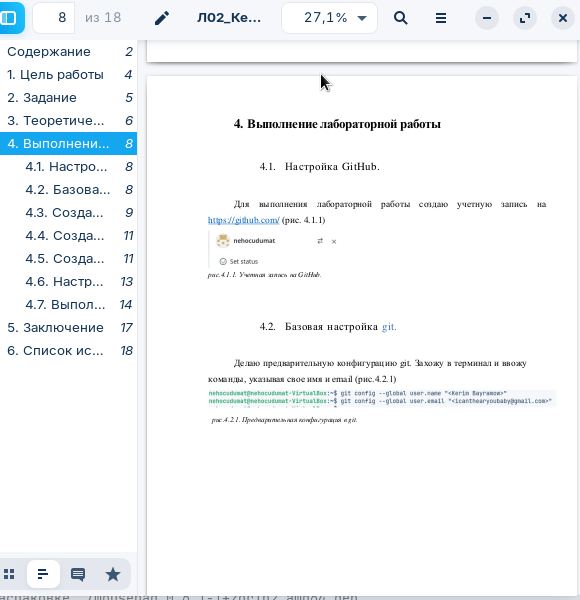 8 из 18 Л02_Ке... 27,1%
Содержание 2
1. Цель работы 4
2. Задание 5
3. Теоретиче... 6
4. Выполнени... 8
4.1. Настро... 8
4.2. Базова... 8
4.3. Созда... 9
4.4. Созда... 11
4.5. Созда... 11
4.6. Настр... 13
4.7. Выпол... 14
5. Заключение 17
6. Список ис... 18
4. Выполнение лабораторной работы
4.1. Настройка GitHub.
Для выполнения лабораторной работы создаю учетную запись на
https://github.com/ (рис. 4.1.1)
nehocudumat
Set status
рис.4.1.1. Учетная запись на GitHub.
4.2. Базовая настройка git.
Делаю предварительную конфигурацию git. Захожу в терминал и ввожу
команды, указывая свое имя и email (рис.4.2.1)
nehocudumat@nehocudumat-VirtualBox:~$ git config --global user.name "<Kerim Bayramow>"
nehocudumat@nehocudumat-VirtualBox:~$ git config --global user.email "<icanthearyoubaby@gmail.com>"
рис.4.2.1. Предварительная конфигурация git.